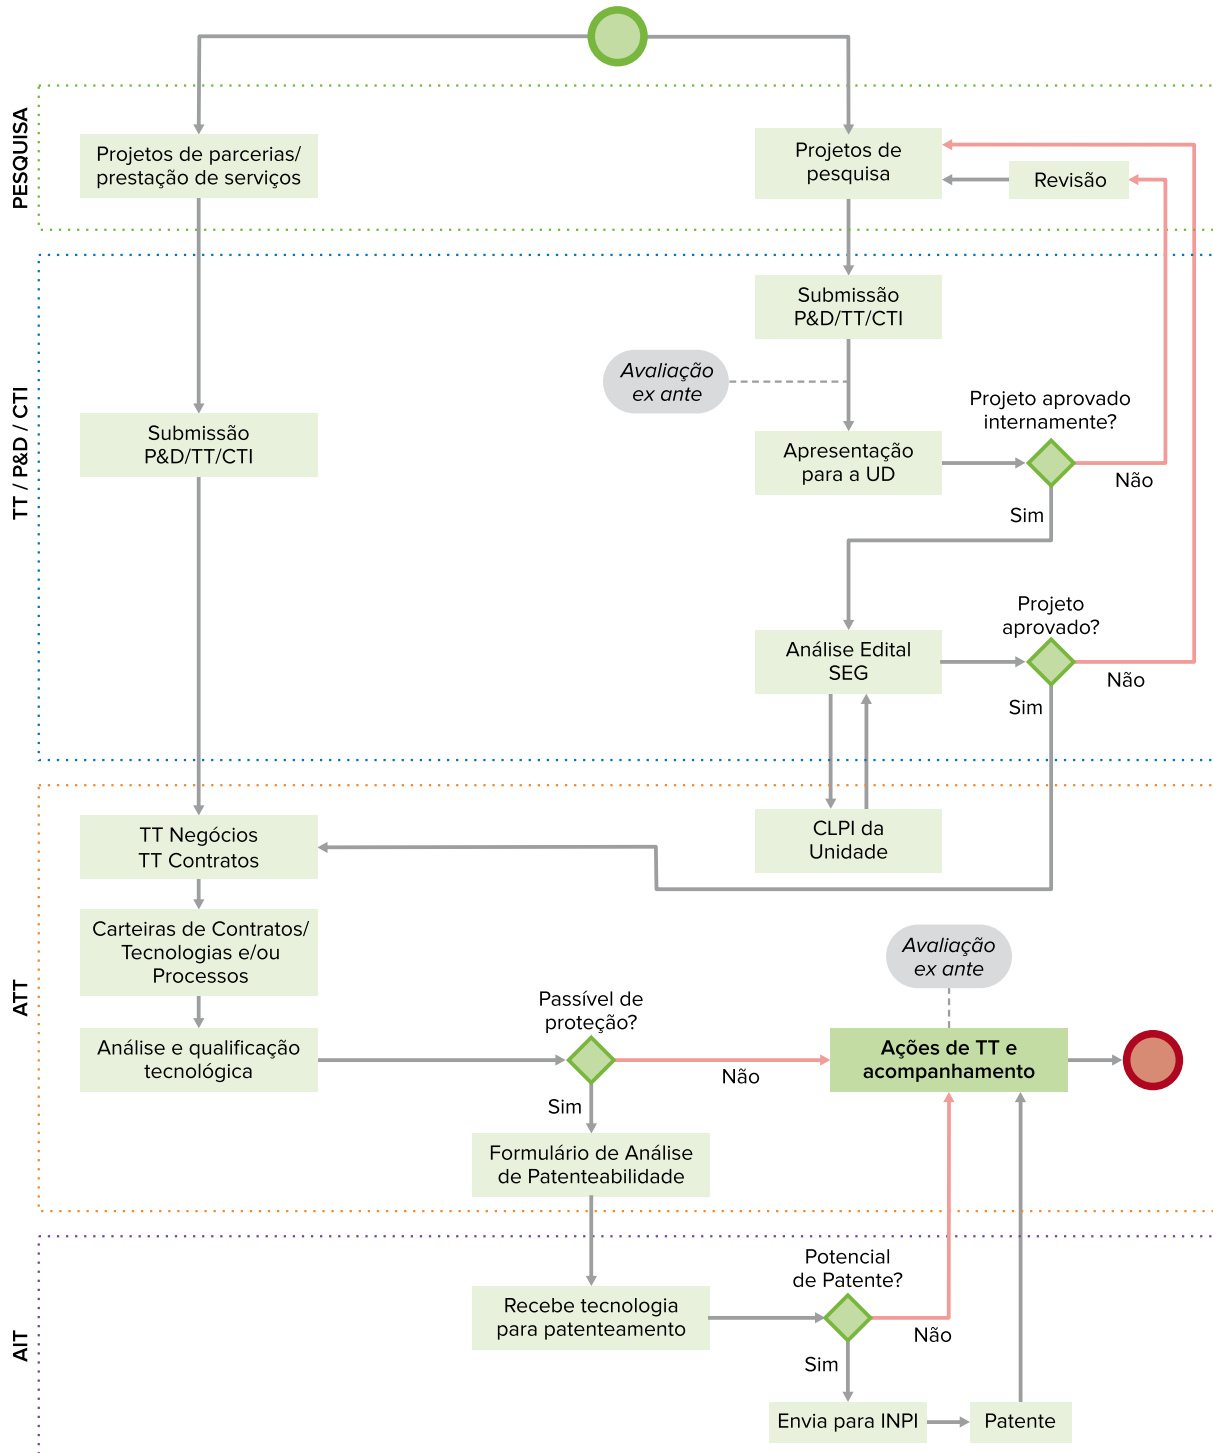 PESQUISA
Projetos de parcerias/
prestação de serviços
Projetos de
pesquisa
Revisão
TT / P&D / CTI
Submissão
P&D/TT/CTI
Avaliação
ex ante
Projeto aprovado
internamente?
Submissão
P&D/TT/CTI
Apresentação
para a UD
Não
Sim
Projeto
aprovado?
Análise Edital
SEG
Não
Sim
ATT
TT Negócios
TT Contratos
CLPI da
Unidade
Carteiras de Contratos/
Tecnologias e/ou
Processos
Avaliação
ex ante
Passível de
proteção?
Análise e qualificação
tecnológica
Não
Ações de TT e
acompanhamento
Sim
Formulário de Análise
de Patenteabilidade
AIT
Potencial
de Patente?
Recebe tecnologia
para patenteamento
Não
Sim
Envia para INPI
Patente